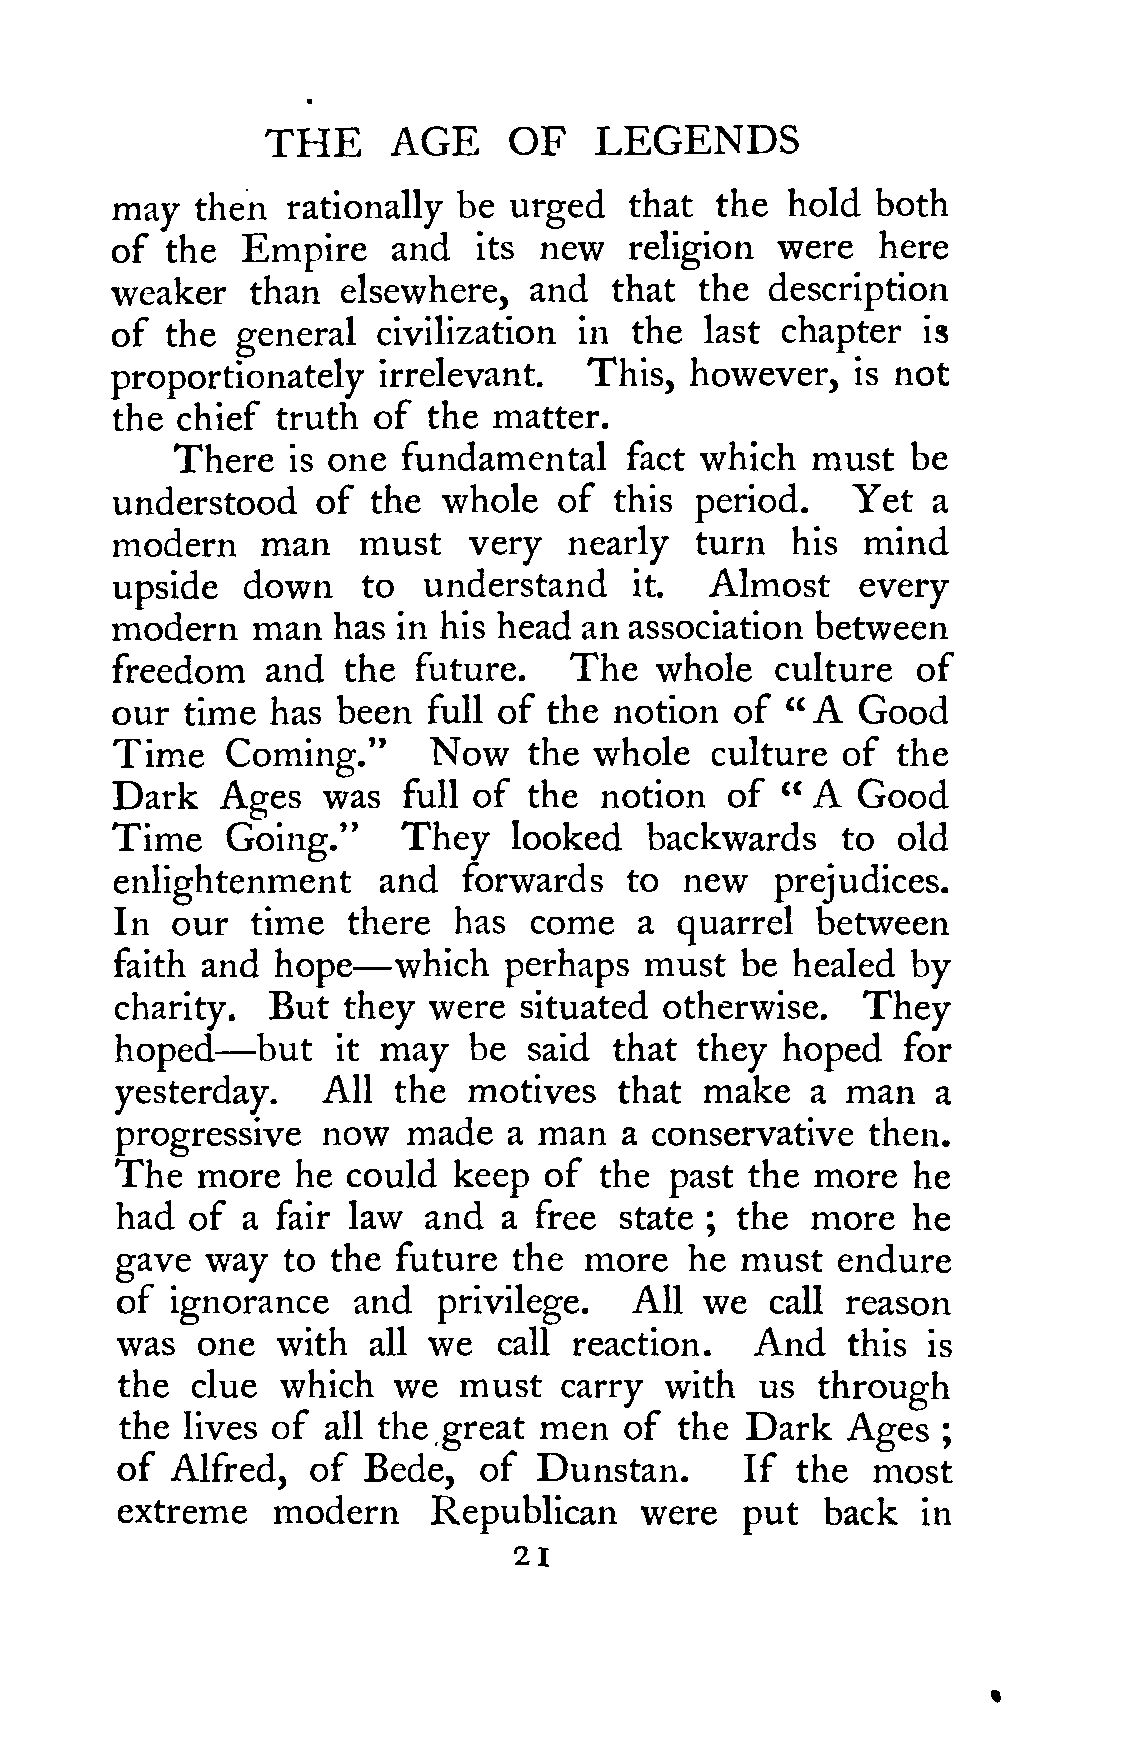 THE AGE OF LEGENDS
may then rationally be urged that the hold both
of the Empire and its new religion were here
weaker than elsewhere, and that the description
of the general civilization in the last chapter is
proportionately irrelevant. This, however, is not
the chief truth of the matter.
There is one fundamental fact which must be
understood of the whole of this period. Yet a
modern man must very nearly turn his mind
upside down to understand it. Almost every
modern man has in his head an association between
freedom and the future. The whole culture of
our time has been full of the notion of “ A Good
Time Coming.” Now the whole culture of the
Dark Ages was full of the notion of “ A Good
Time Going.” They looked backwards to old
enlightenment and forwards to new prejudices.
In our time there has come a quarrel between
faith and hope—which perhaps must be healed by
charity. But they were situated otherwise. They
hoped—but it may be said that they hoped for
yesterday. All the motives that make a man a
progressive now made a man a conservative then.
The more he could keep of the past the more he
had of a fair law and a free state ; the more he
gave way to the future the more he must endure
of ignorance and privilege. All we call reason
was one with all we call reaction. And this is
the clue which we must carry with us through
the lives of all the great men of the Dark Ages ;
of Alfred, of Bede, of Dunstan. If the most
extreme modern Republican were put back in
21